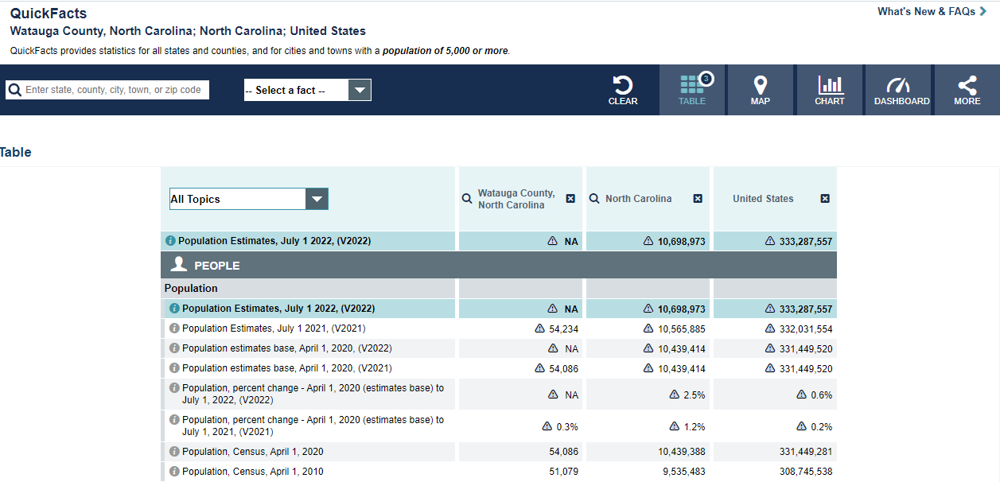 QuickFacts
What's New & FAQs
Watauga County, North Carolina; North Carolina; United States
QuickFacts provides statistics for all states and counties, and for cities and towns with a population of 5,000 or more.
Enter state, county, city, town, or zip code
-- Select a fact --
CLEAR
3
TABLE
MAP
CHART
DASHBOARD
MORE
Table
All Topics
Watauga County,
North Carolina
North Carolina
United States
Population Estimates, July 1 2022, (V2022) NA 10,698,973 333,287,557
PEOPLE
Population
Population Estimates, July 1 2022, (V2022) NA 10,698,973 333,287,557
Population Estimates, July 1 2021, (V2021) 54,234 10,565,885 332,031,554
Population estimates base, April 1, 2020, (V2022) NA 10,439,414 331,449,520
Population estimates base, April 1, 2020, (V2021) 54,086 10,439,414 331,449,520
Population, percent change - April 1, 2020 (estimates base) to
July 1, 2022, (V2022) NA 2.5% 0.6%
Population, percent change - April 1, 2020 (estimates base) to
July 1, 2021, (V2021) 0.3% 1.2% 0.2%
Population, Census, April 1, 2020 54,086 10,439,388 331,449,281
Population, Census, April 1, 2010 51,079 9,535,483 308,745,538